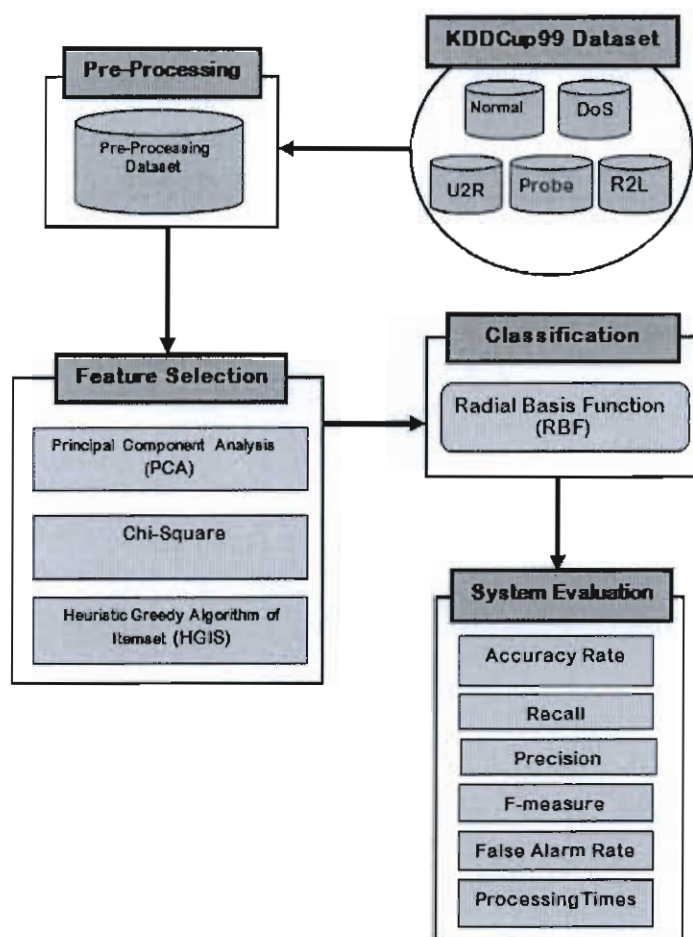 KDDCup99 Dataset
Normal
DoS
U2R
Probe
R2L
Pre-Processing
Pre-Processing
Dataset
Feature Selection
Principal Component Analysis
(PCA)
Chi-Square
Heuristic Greedy Algorithm of
Itemset (HGIS)
Classification
Radial Basis Function
(RBF)
System Evaluation
Accuracy Rate
Recall
Precision
F-measure
False Alarm Rate
Processing Times